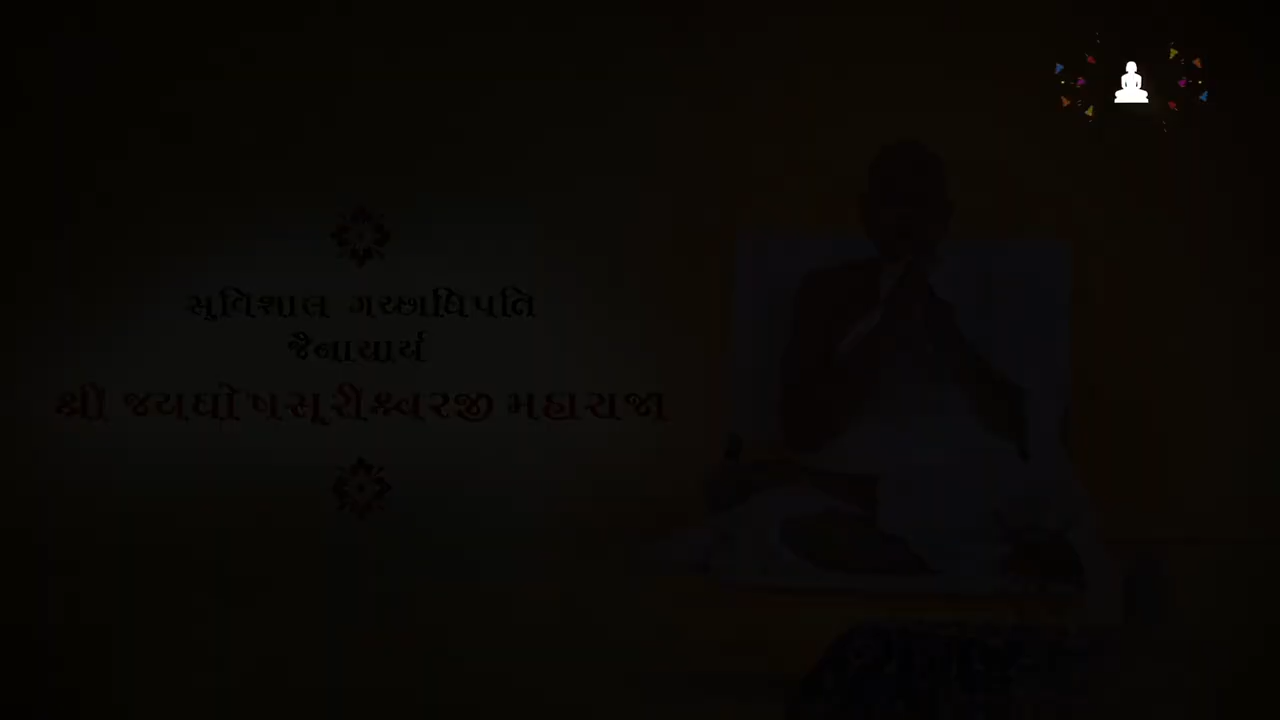 સુવિશાલ ગચ્છાધિપતિ
જૈનાચાર્ય
શ્રી જયઘોષસૂરીશ્વરજી મહારાજા